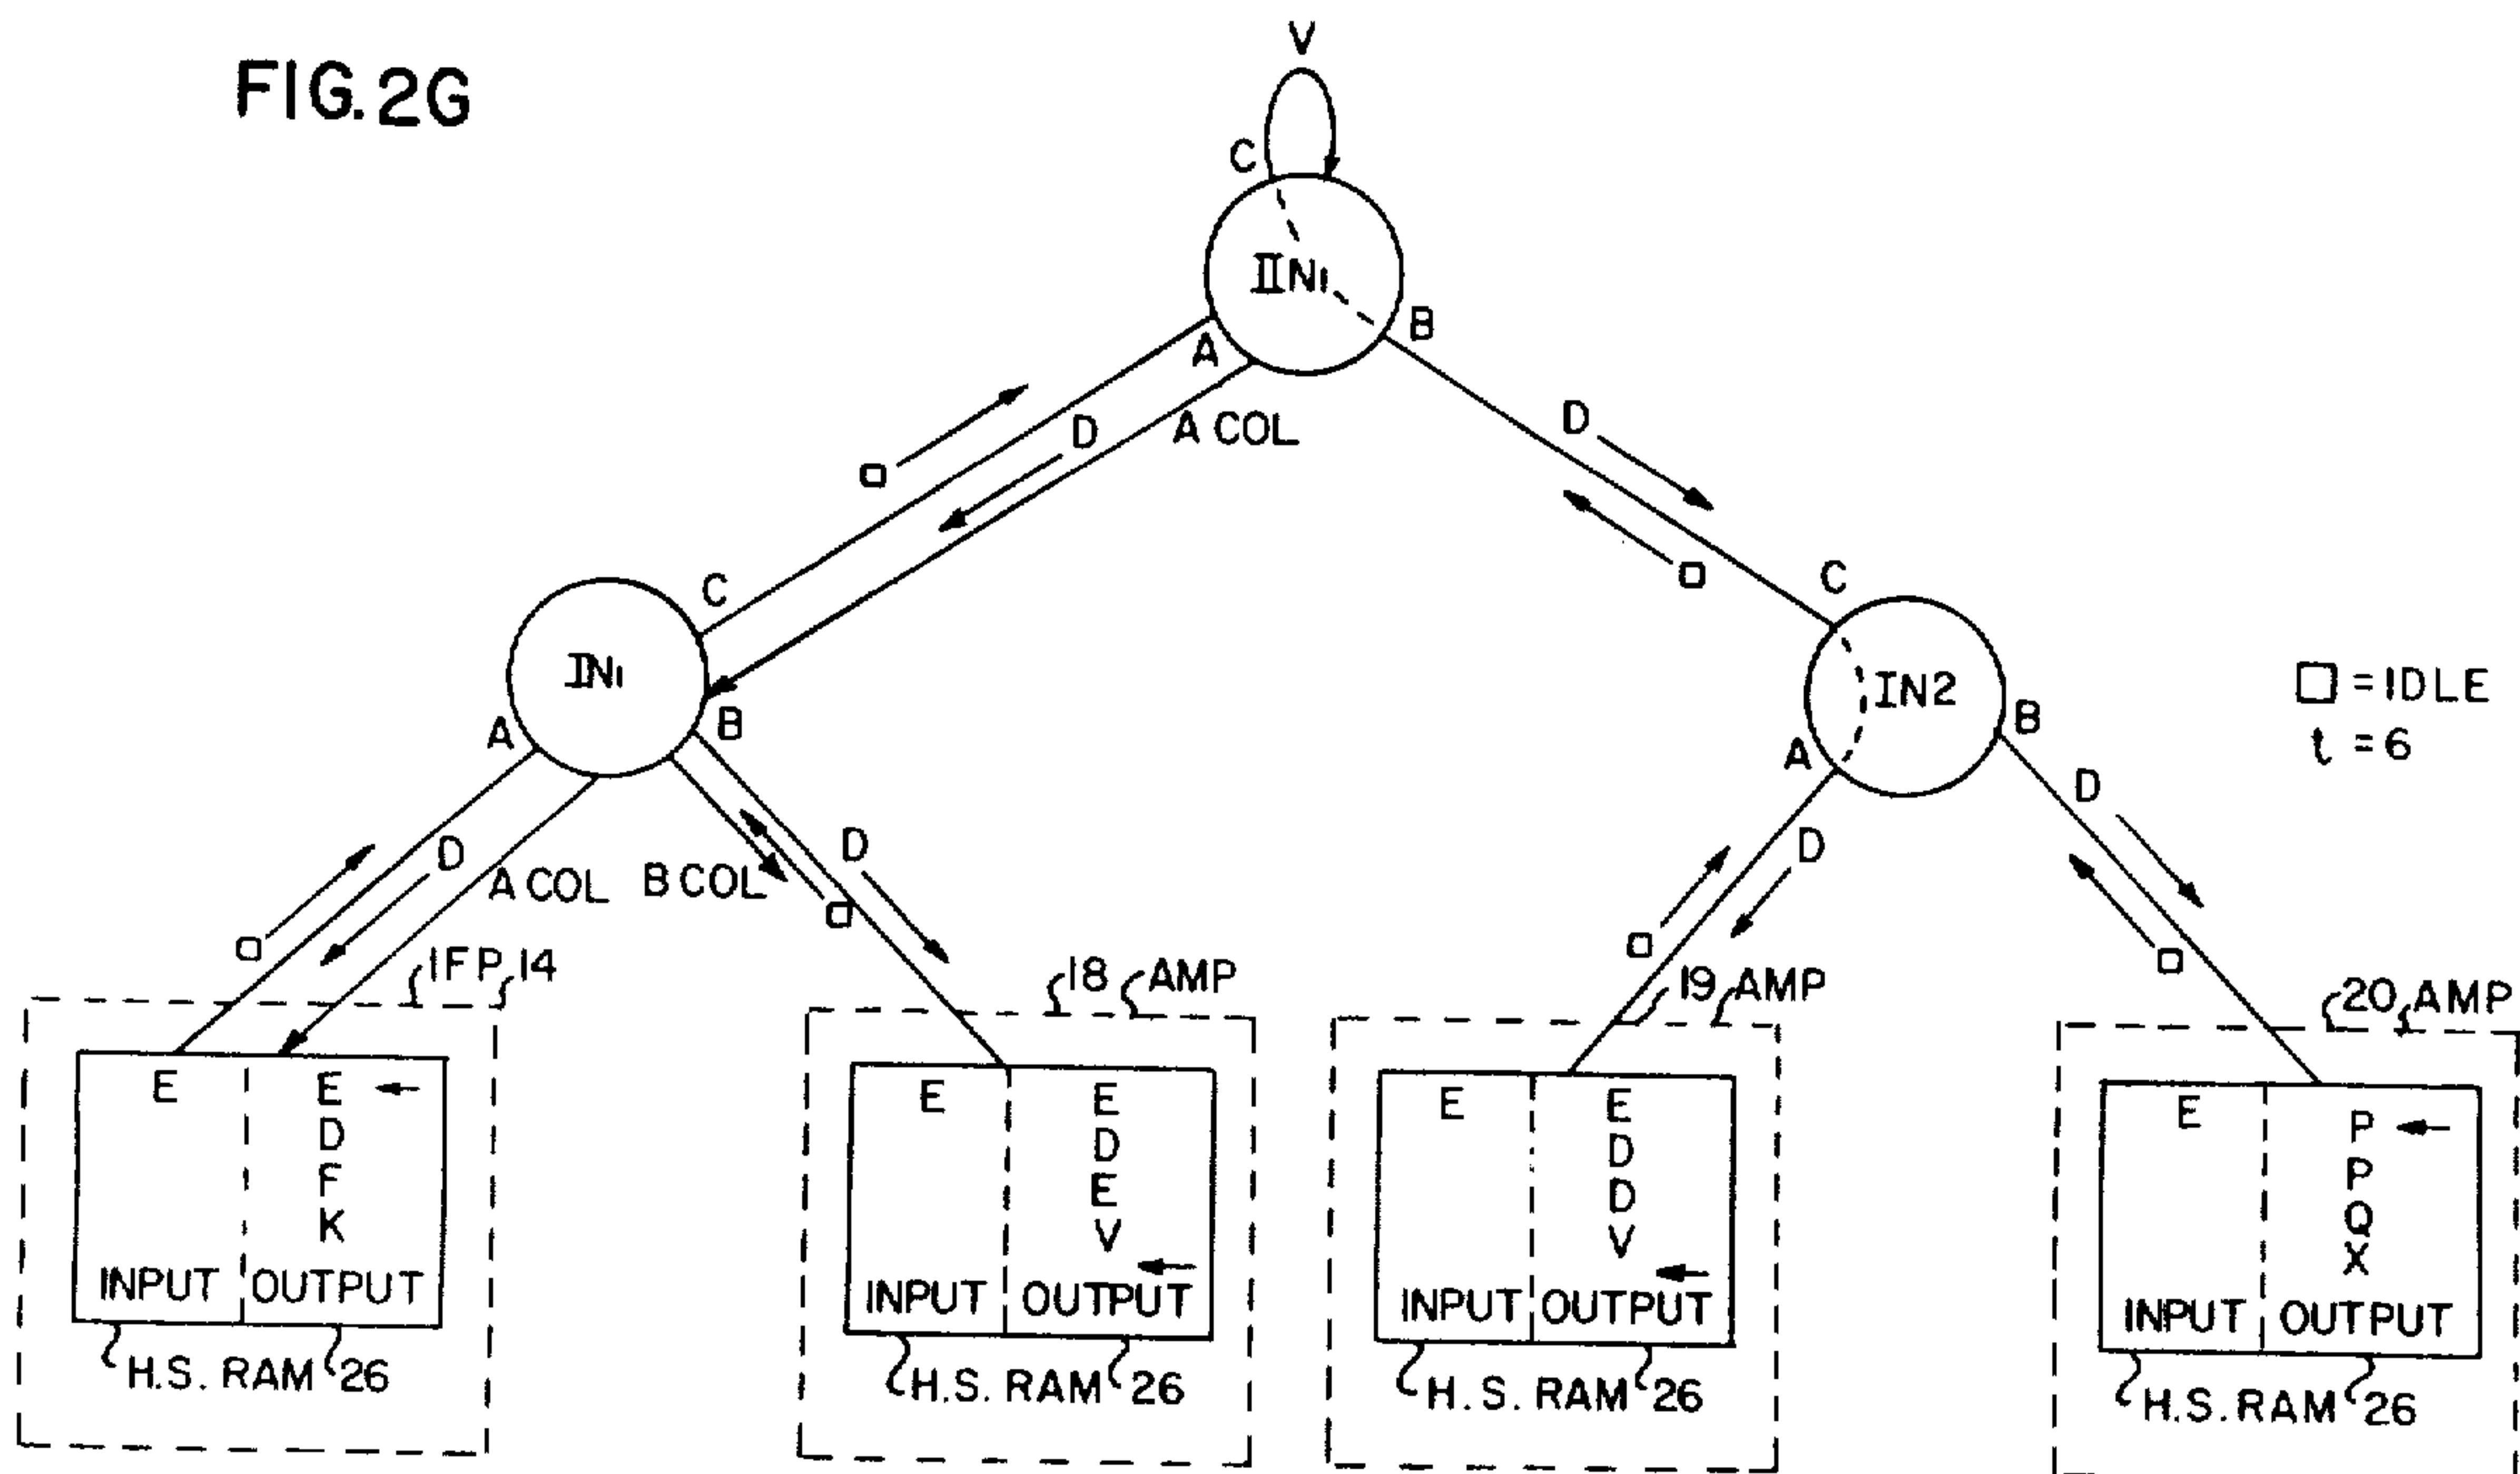 FIG. 2G
V
C
IIN1
B
A
D
A COL
□
D
□
C
C
IN1
IN2
A
B
A
B
□ = IDLE
t = 6
D
A COL
B COL
D
□
□
D
□
D
□
IFP 14
18 AMP
19 AMP
20 AMP
E
E
D
F
K
INPUT OUTPUT
H.S. RAM 26
E
E
D
E
V
INPUT OUTPUT
H.S. RAM 26
E
E
D
D
V
INPUT OUTPUT
H.S. RAM 26
E
P
P
Q
X
INPUT OUTPUT
H.S. RAM 26